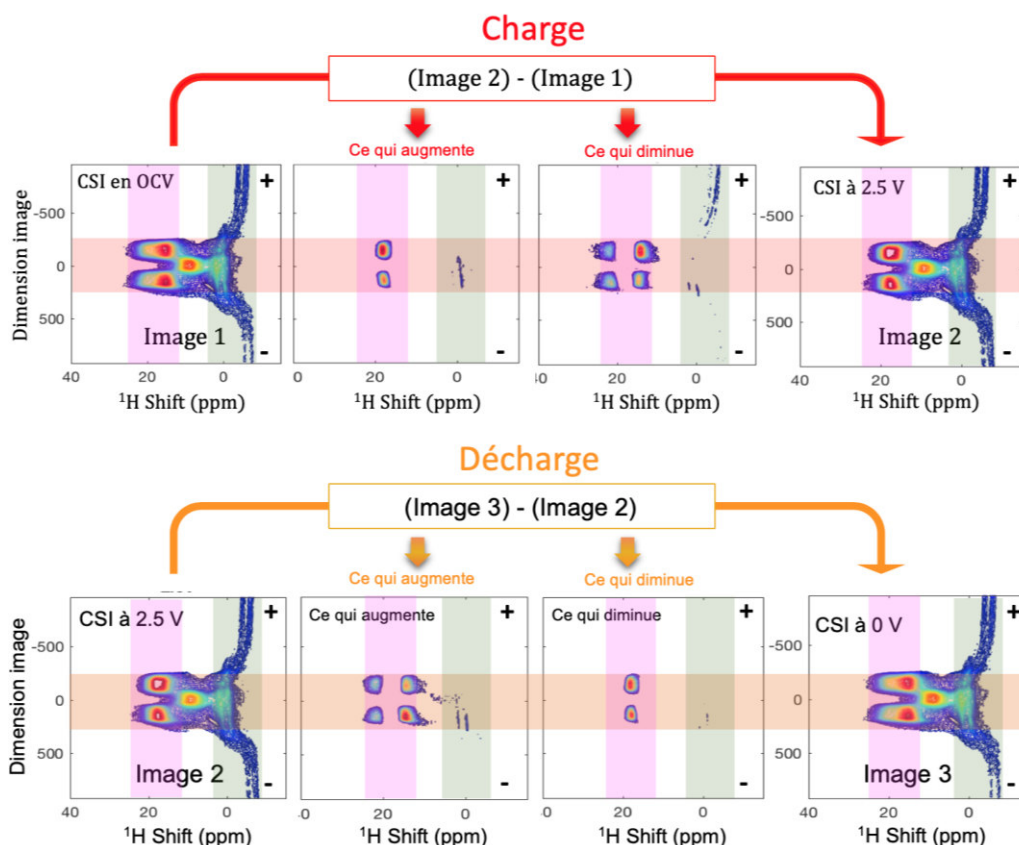 Charge
(Image 2) - (Image 1)
Ce qui augmente
Ce qui diminue
Dimension image
-500
0
500
CSI en OCV
+
Image 1
-
+
-
+
-
CSI à 2.5 V
+
Image 2
-
-500
0
500
40
20
0
40
20
0
40
20
0
40
20
0
¹H Shift (ppm)
¹H Shift (ppm)
¹H Shift (ppm)
¹H Shift (ppm)
Décharge
(Image 3) - (Image 2)
Ce qui augmente
Ce qui diminue
Dimension image
-500
0
500
CSI à 2.5 V
+
Image 2
-
Ce qui augmente
+
-
Ce qui diminue
+
-
-500
0
500
CSI à 0 V
+
Image 3
-
40
20
0
40
20
0
40
20
0
40
20
0
¹H Shift (ppm)
¹H Shift (ppm)
¹H Shift (ppm)
¹H Shift (ppm)